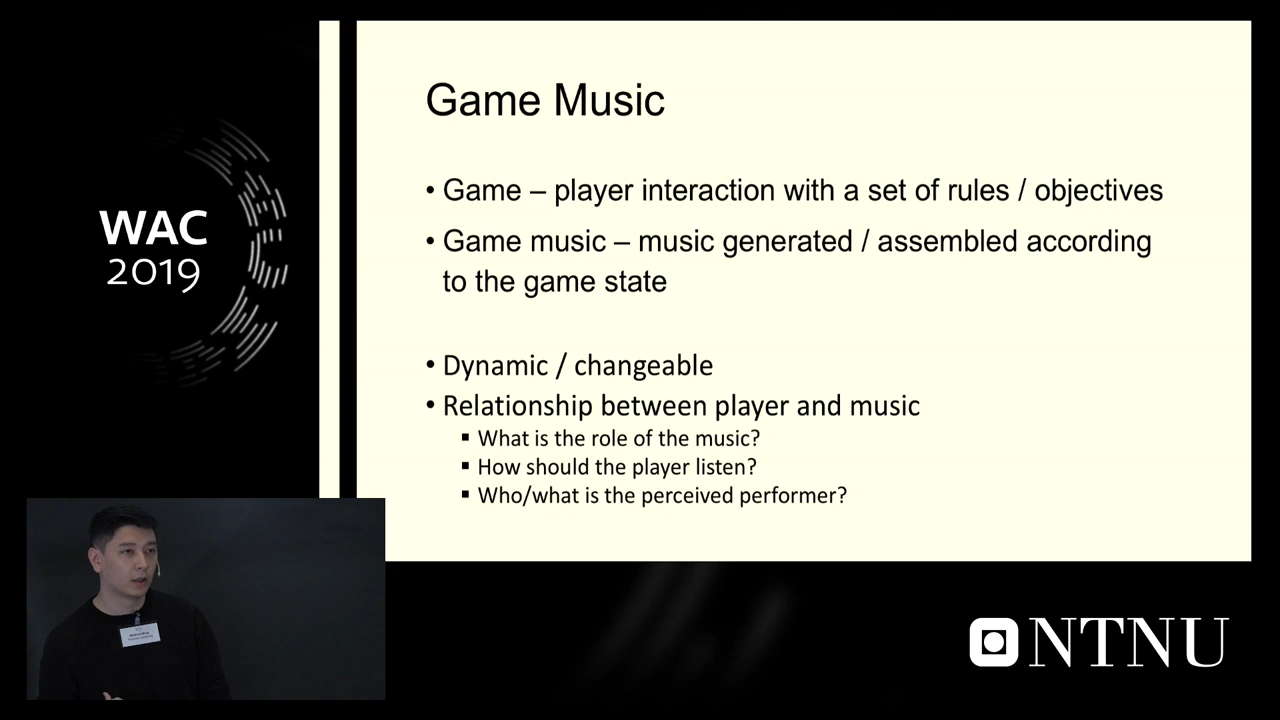 Game Music
• Game – player interaction with a set of rules / objectives
• Game music – music generated / assembled according
to the game state
• Dynamic / changeable
• Relationship between player and music
▪ What is the role of the music?
▪ How should the player listen?
▪ Who/what is the perceived performer?
WAC
2019
NTNU